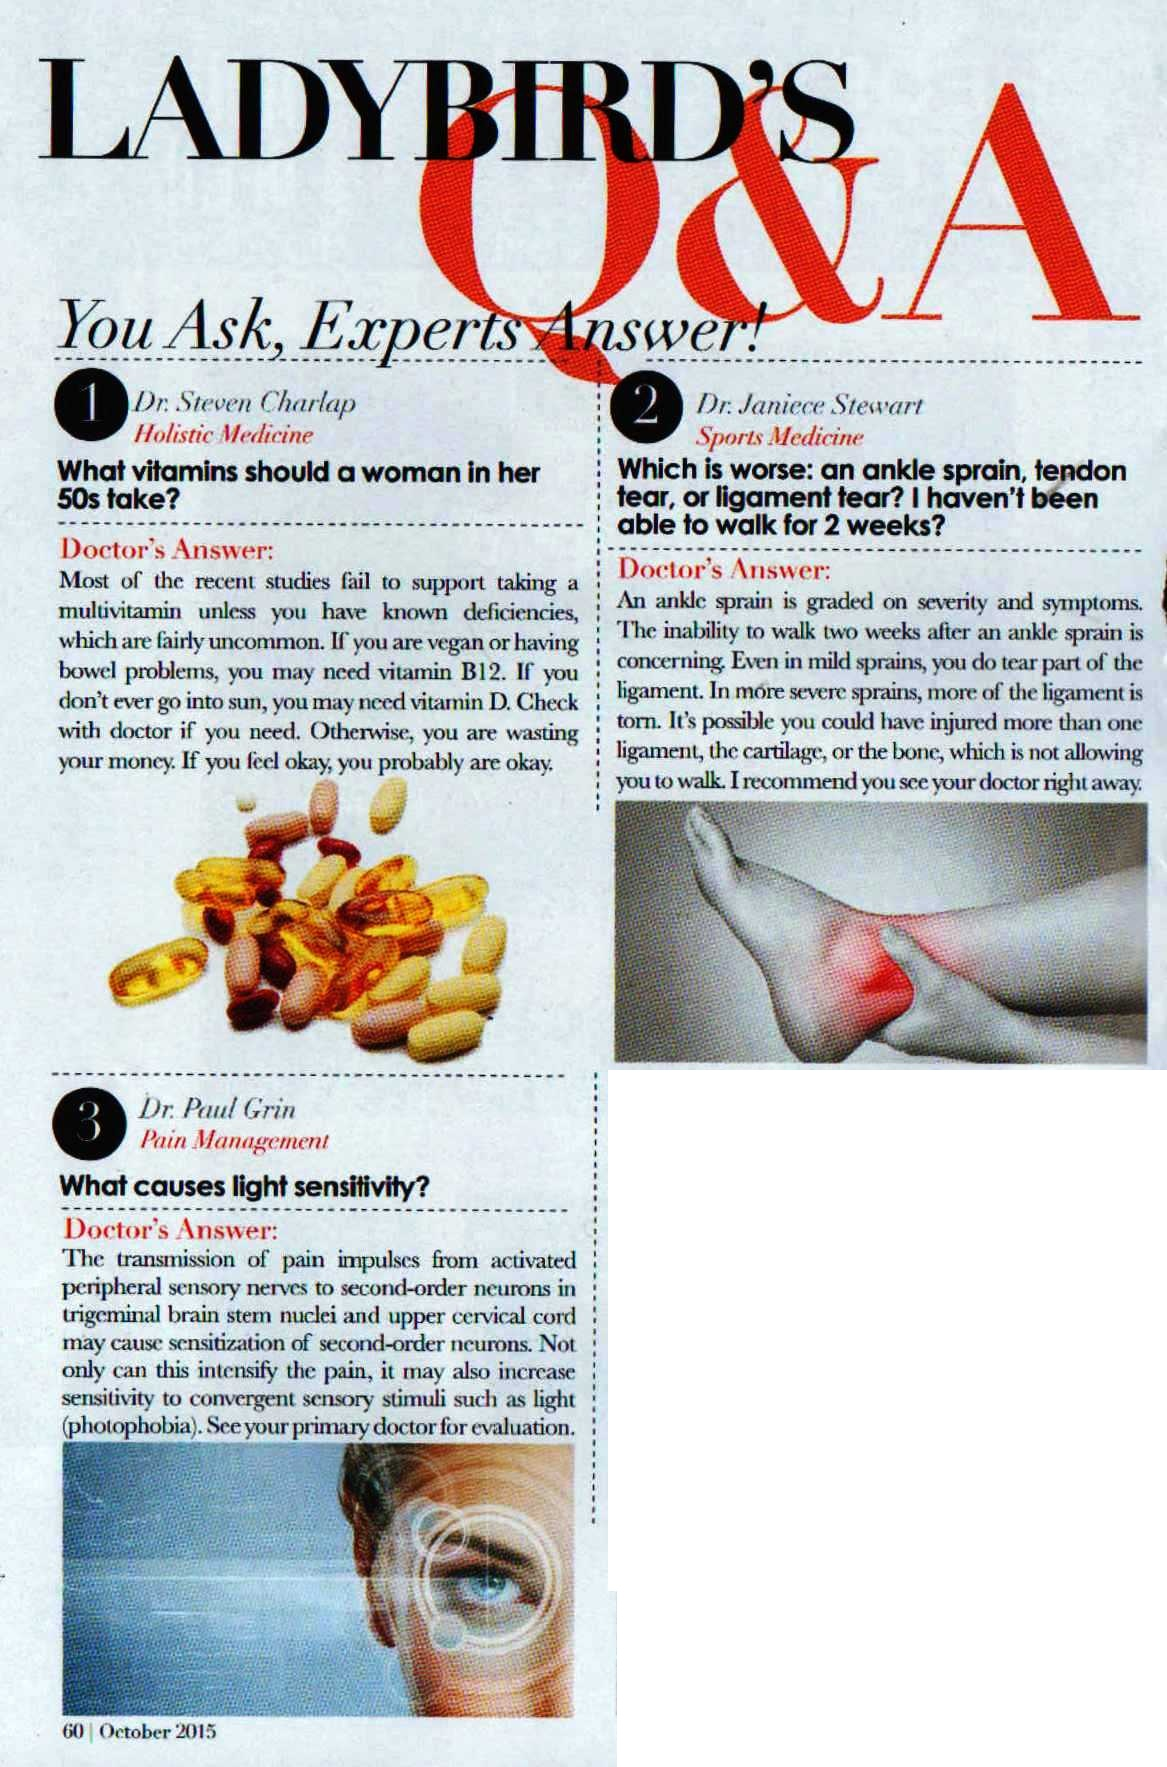 LADYBIRD'S
Q&A
You Ask, Experts Answer!
1
Dr. Steven Charlap
Holistic Medicine
What vitamins should a woman in her
50s take?
Doctor's Answer:
Most of the recent studies fail to support taking a
multivitamin unless you have known deficiencies,
which are fairly uncommon. If you are vegan or having
bowel problems, you may need vitamin B12. If you
don't ever go into sun, you may need vitamin D. Check
with doctor if you need. Otherwise, you are wasting
your money. If you feel okay, you probably are okay.
2
Dr. Janiece Stewart
Sports Medicine
Which is worse: an ankle sprain, tendon
tear, or ligament tear? I haven't been
able to walk for 2 weeks?
Doctor's Answer:
An ankle sprain is graded on severity and symptoms.
The inability to walk two weeks after an ankle sprain is
concerning. Even in mild sprains, you do tear part of the
ligament. In more severe sprains, more of the ligament is
torn. It's possible you could have injured more than one
ligament, the cartilage, or the bone, which is not allowing
you to walk. I recommend you see your doctor right away.
3
Dr. Paul Grin
Pain Management
What causes light sensitivity?
Doctor's Answer:
The transmission of pain impulses from activated
peripheral sensory nerves to second-order neurons in
trigeminal brain stem nuclei and upper cervical cord
may cause sensitization of second-order neurons. Not
only can this intensify the pain, it may also increase
sensitivity to convergent sensory stimuli such as light
(photophobia). See your primary doctor for evaluation.
60 | October 2015